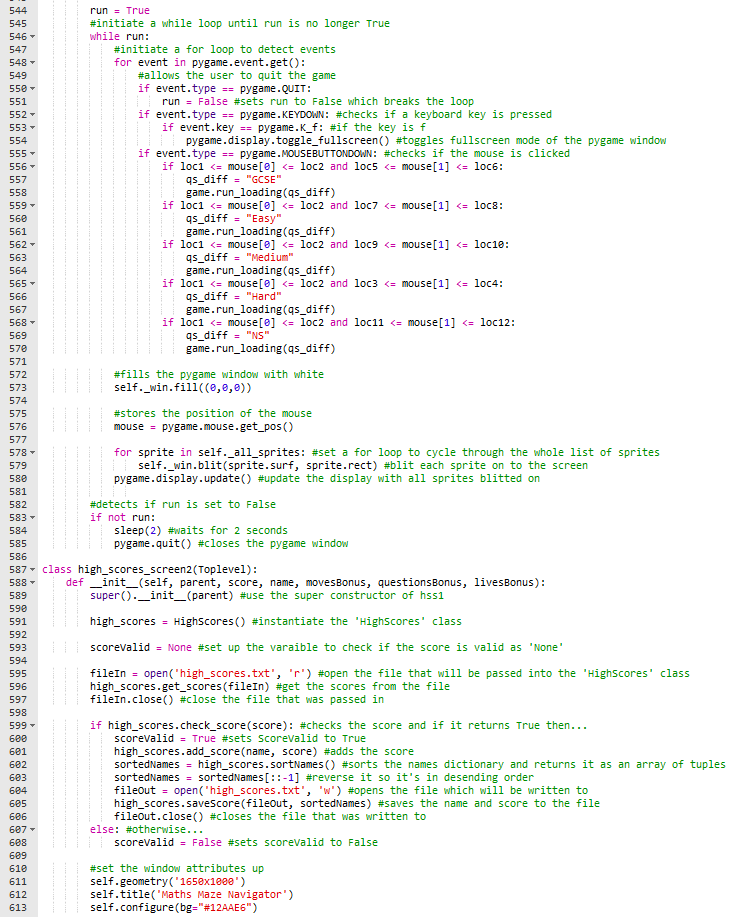 544 run = True
545 #initiate a while loop until run is no longer True
546 while run:
547 #initiate a for loop to detect events
548 for event in pygame.event.get():
549 #allows the user to quit the game
550 if event.type == pygame.QUIT:
551 run = False #sets run to False which breaks the loop
552 if event.type == pygame.KEYDOWN: #checks if a keyboard key is pressed
553 if event.key == pygame.K_f: #if the key is f
554 pygame.display.toggle_fullscreen() #toggles fullscreen mode of the pygame window
555 if event.type == pygame.MOUSEBUTTONDOWN: #checks if the mouse is clicked
556 if loc1 <= mouse[0] <= loc2 and loc5 <= mouse[1] <= loc6:
557 qs_diff = "GCSE"
558 game.run_loading(qs_diff)
559 if loc1 <= mouse[0] <= loc2 and loc7 <= mouse[1] <= loc8:
560 qs_diff = "Easy"
561 game.run_loading(qs_diff)
562 if loc1 <= mouse[0] <= loc2 and loc9 <= mouse[1] <= loc10:
563 qs_diff = "Medium"
564 game.run_loading(qs_diff)
565 if loc1 <= mouse[0] <= loc2 and loc3 <= mouse[1] <= loc4:
566 qs_diff = "Hard"
567 game.run_loading(qs_diff)
568 if loc1 <= mouse[0] <= loc2 and loc11 <= mouse[1] <= loc12:
569 qs_diff = "NS"
570 game.run_loading(qs_diff)
571
572 #fills the pygame window with white
573 self._win.fill((0,0,0))
574
575 #stores the position of the mouse
576 mouse = pygame.mouse.get_pos()
577
578 for sprite in self._all_sprites: #set a for loop to cycle through the whole list of sprites
579 self._win.blit(sprite.surf, sprite.rect) #blit each sprite on to the screen
580 pygame.display.update() #update the display with all sprites blitted on
581
582 #detects if run is set to False
583 if not run:
584 sleep(2) #waits for 2 seconds
585 pygame.quit() #closes the pygame window
586
587 class high_scores_screen2(Toplevel):
588 def __init__(self, parent, score, name, movesBonus, questionsBonus, livesBonus):
589 super().__init__(parent) #use the super constructor of hss1
590
591 high_scores = HighScores() #instantiate the 'HighScores' class
592
593 scoreValid = None #set up the varaible to check if the score is valid as 'None'
594
595 fileIn = open('high_scores.txt', 'r') #open the file that will be passed into the 'HighScores' class
596 high_scores.get_scores(fileIn) #get the scores from the file
597 fileIn.close() #close the file that was passed in
598
599 if high_scores.check_score(score): #checks the score and if it returns True then...
600 scoreValid = True #sets ScoreValid to True
601 high_scores.add_score(name, score) #adds the score
602 sortedNames = high_scores.sortNames() #sorts the names dictionary and returns it as an array of tuples
603 sortedNames = sortedNames[::-1] #reverse it so it's in desending order
604 fileOut = open('high_scores.txt', 'w') #opens the file which will be written to
605 high_scores.saveScore(fileOut, sortedNames) #saves the name and score to the file
606 fileOut.close() #closes the file that was written to
607 else: #otherwise...
608 scoreValid = False #sets scoreValid to False
609
610 #set the window attributes up
611 self.geometry('1650x1000')
612 self.title('Maths Maze Navigator')
613 self.configure(bg="#12AAE6")